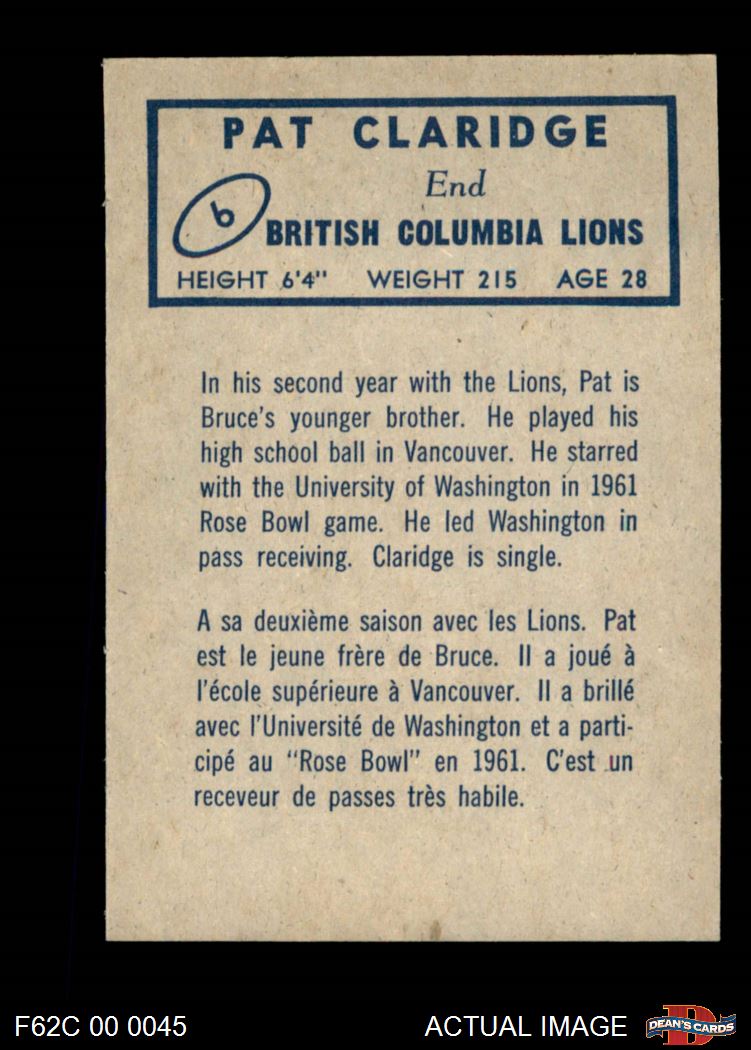 PAT CLARIDGE
End
6
BRITISH COLUMBIA LIONS
HEIGHT 6'4" WEIGHT 215 AGE 28
In his second year with the Lions, Pat is
Bruce's younger brother. He played his
high school ball in Vancouver. He starred
with the University of Washington in 1961
Rose Bowl game. He led Washington in
pass receiving. Claridge is single.
A sa deuxième saison avec les Lions. Pat
est le jeune frère de Bruce. Il a joué à
l'école supérieure à Vancouver. Il a brillé
avec l'Université de Washington et a parti-
cipé au "Rose Bowl" en 1961. C'est un
receveur de passes très habile.
F62C 00 0045 ACTUAL IMAGE
D
DEAN'S CARDS